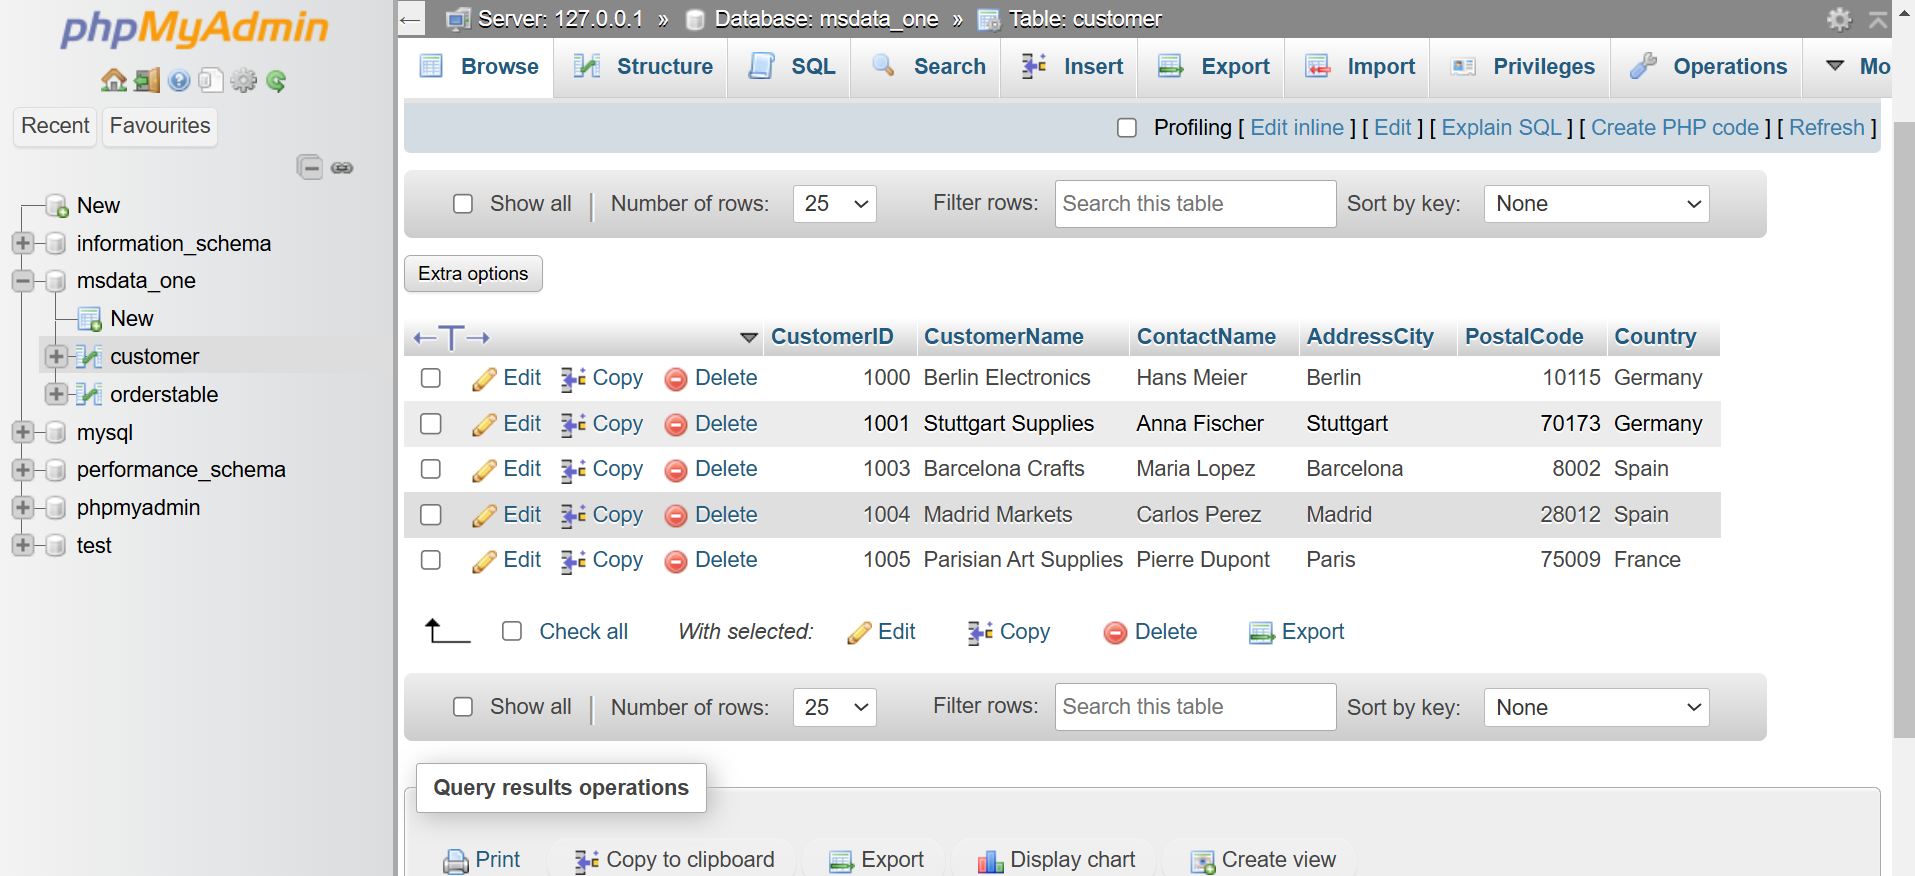 phpMyAdmin
Recent Favourites
New
information_schema
msdata_one
New
customer
orderstable
mysql
performance_schema
phpmyadmin
test
Server: 127.0.0.1 » Database: msdata_one » Table: customer
Browse Structure SQL Search Insert Export Import Privileges Operations Mo
Profiling [ Edit inline ] [ Edit ] [ Explain SQL ] [ Create PHP code ] [ Refresh ]
Show all | Number of rows: 25 Filter rows: Search this table Sort by key: None
Extra options
CustomerID CustomerName ContactName AddressCity PostalCode Country
Edit Copy Delete 1000 Berlin Electronics Hans Meier Berlin 10115 Germany
Edit Copy Delete 1001 Stuttgart Supplies Anna Fischer Stuttgart 70173 Germany
Edit Copy Delete 1003 Barcelona Crafts Maria Lopez Barcelona 8002 Spain
Edit Copy Delete 1004 Madrid Markets Carlos Perez Madrid 28012 Spain
Edit Copy Delete 1005 Parisian Art Supplies Pierre Dupont Paris 75009 France
Check all With selected: Edit Copy Delete Export
Show all | Number of rows: 25 Filter rows: Search this table Sort by key: None
Query results operations
Print Copy to clipboard Export Display chart Create view